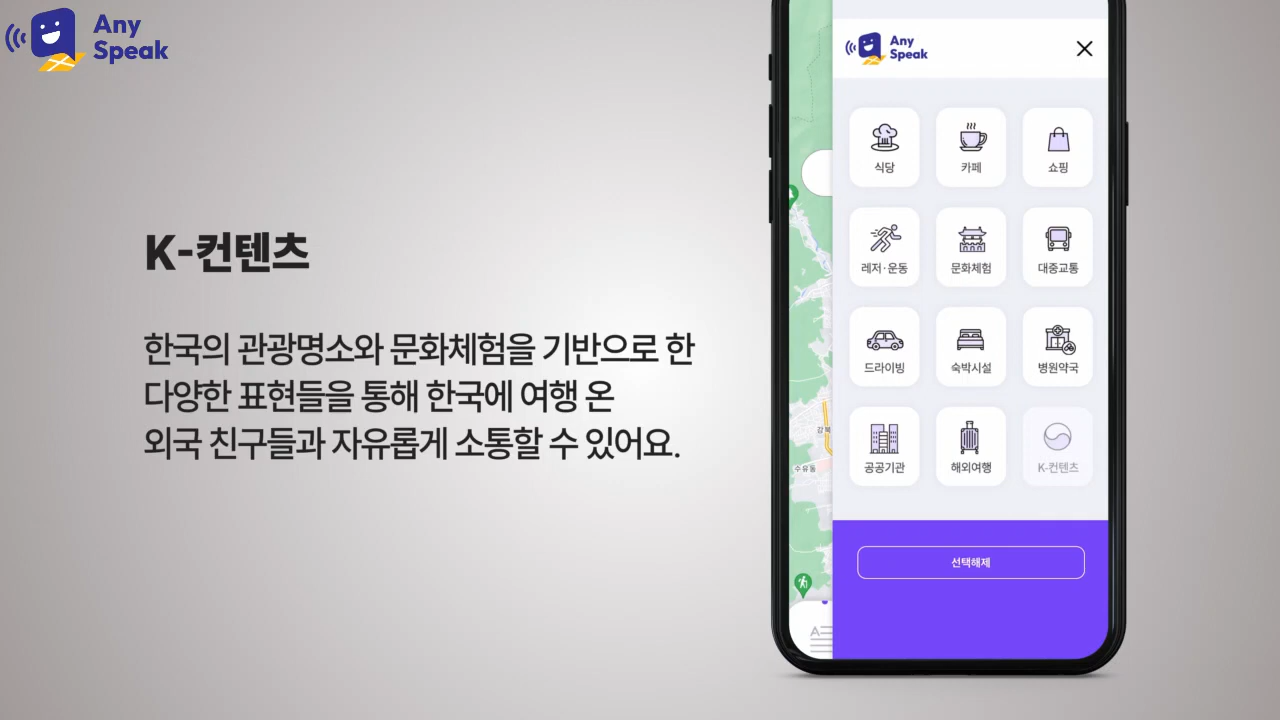 Any
Speak
K-컨텐츠
한국의 관광명소와 문화체험을 기반으로 한
다양한 표현들을 통해 한국에 여행 온
외국 친구들과 자유롭게 소통할 수 있어요.
Any
Speak
식당
카페
쇼핑
레저·운동
문화체험
대중교통
드라이빙
숙박시설
병원약국
공공기관
해외여행
K-컨텐츠
선택해제
강북
수유동
A